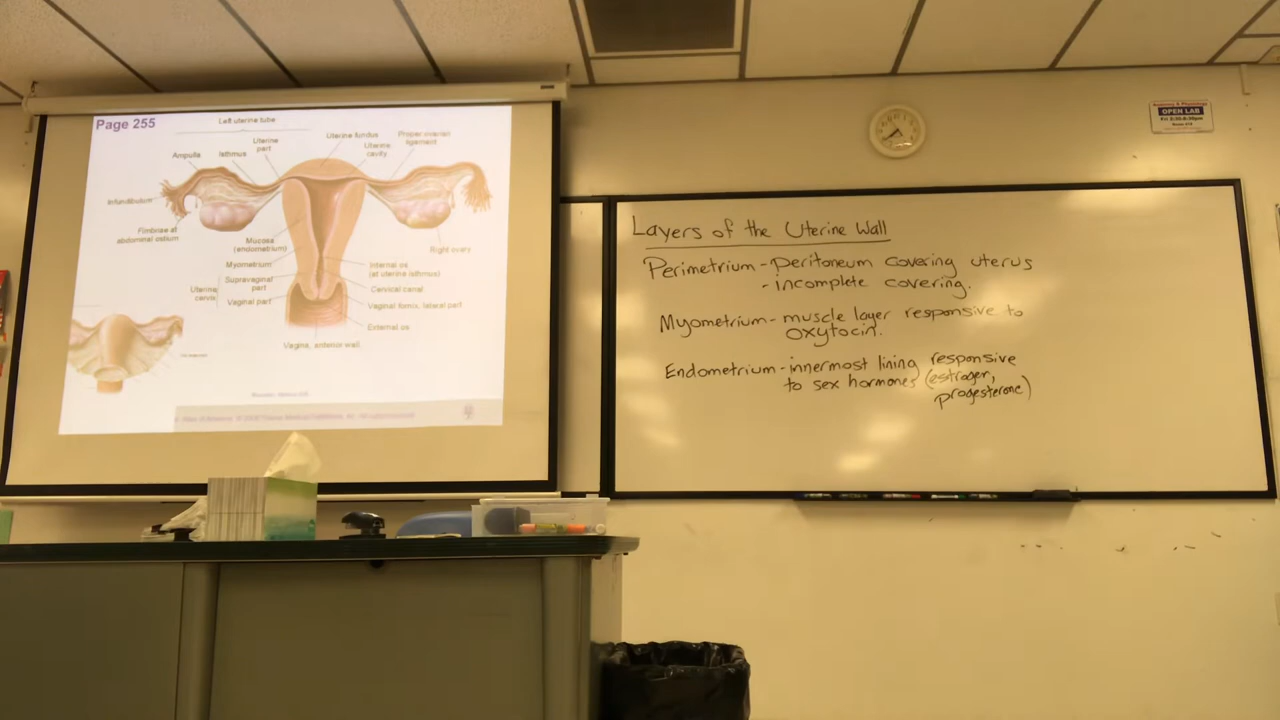 Page 255
Left uterine tube
Uterine
part
Uterine fundus
Uterine
cavity
Proper ovarian
ligament
Ampulla
Isthmus
Infundibulum
Fimbriae at
abdominal ostium
Mucosa
(endometrium)
Myometrium
Supravaginal
part
Uterine
cervix
Vaginal part
Right ovary
Internal os
(at uterine isthmus)
Cervical canal
Vaginal fornix, lateral part
External os
Vagina, anterior wall
OPEN LAB
Layers of the Uterine Wall
Perimetrium - Peritoneum covering uterus
- incomplete covering.
Myometrium - muscle layer responsive to
oxytocin.
Endometrium - innermost lining responsive
to sex hormones (estrogen,
progesterone)